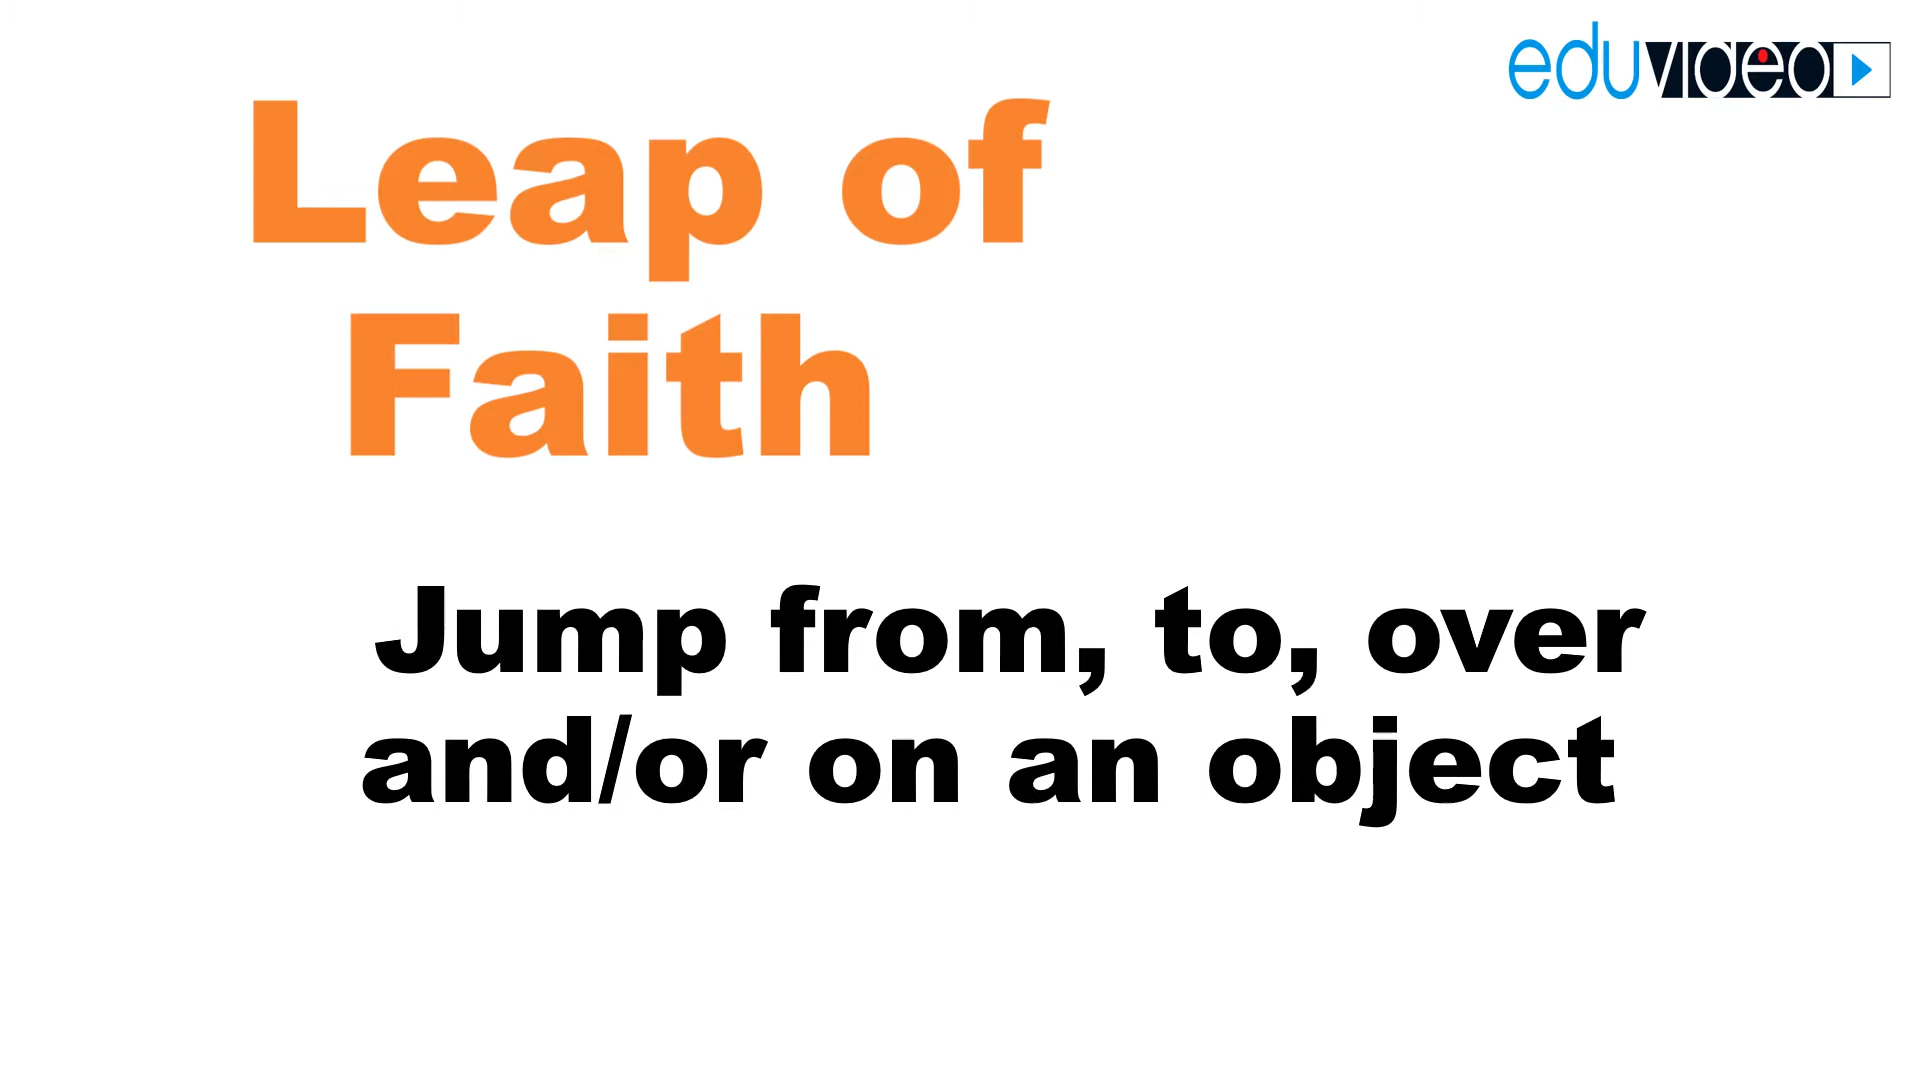 eduvideo
Leap of
Faith
Jump from, to, over
and/or on an object